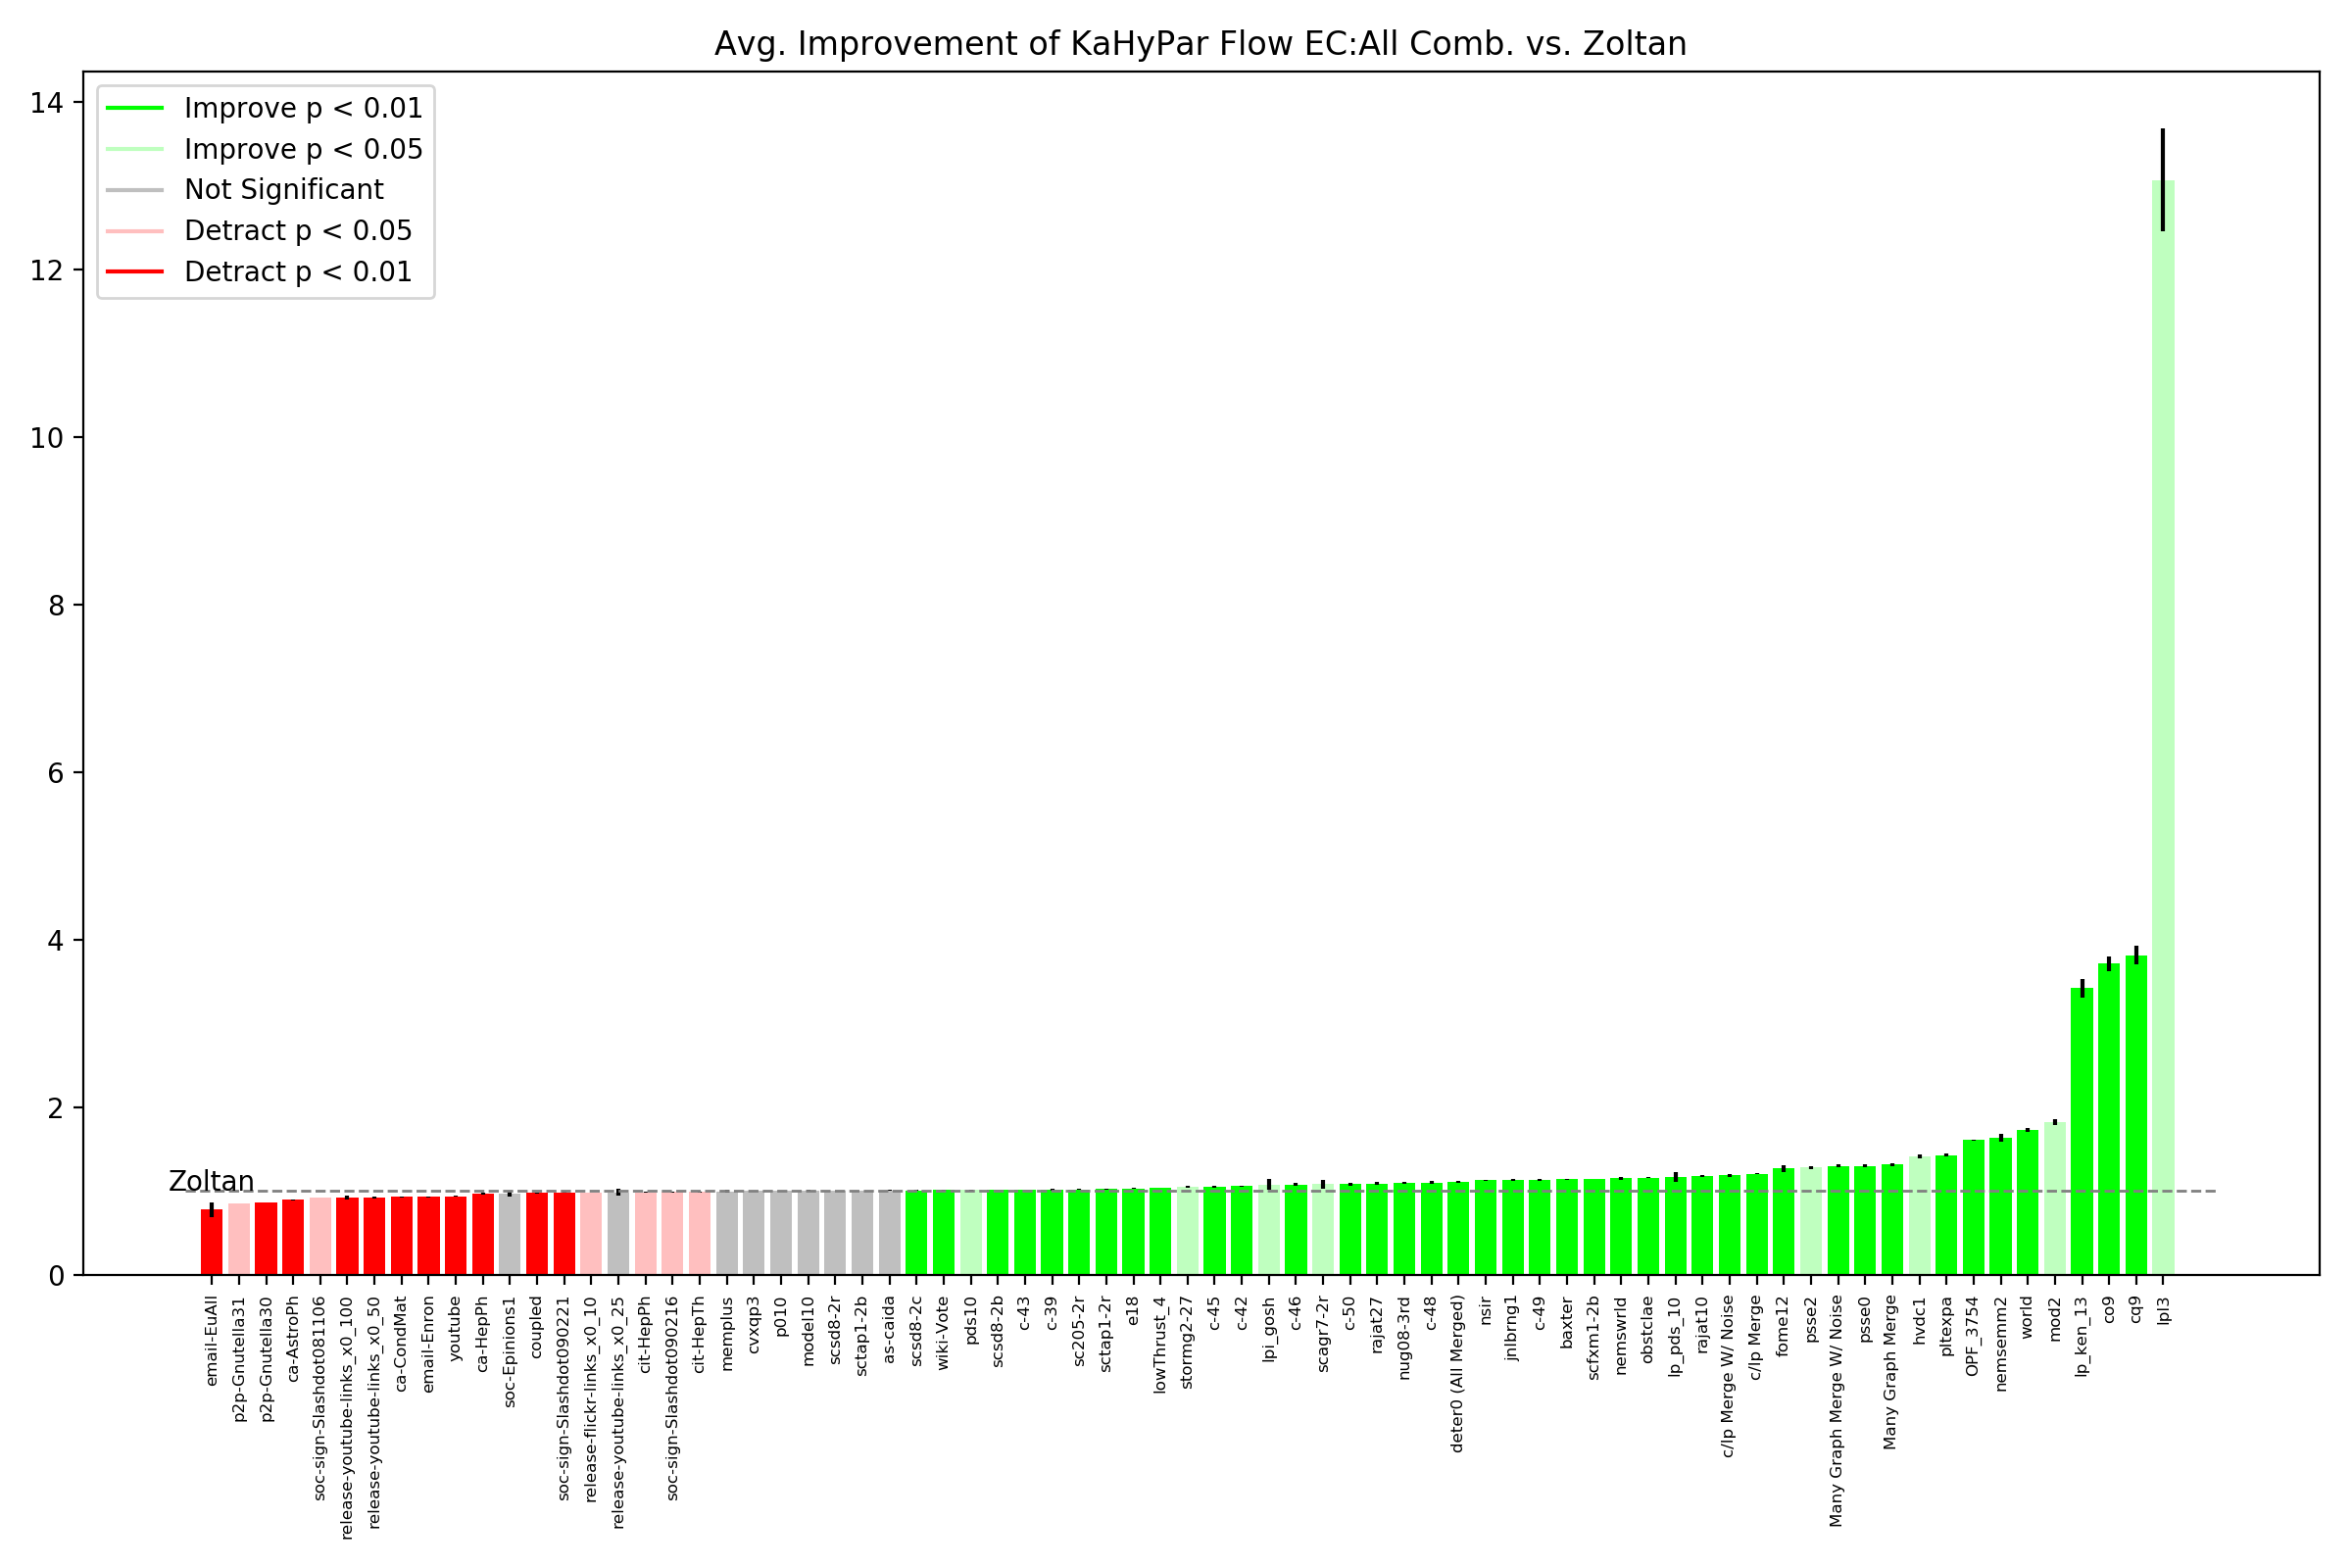 Avg. Improvement of KaHyPar Flow EC:All Comb. vs. Zoltan
14
12
10
8
6
4
2
0
Improve p < 0.01
Improve p < 0.05
Not Significant
Detract p < 0.05
Detract p < 0.01
Zoltan
email-EuAll
p2p-Gnutella31
p2p-Gnutella30
ca-AstroPh
soc-sign-Slashdot081106
release-youtube-links_x0_100
release-youtube-links_x0_50
ca-CondMat
email-Enron
youtube
ca-HepPh
soc-Epinions1
coupled
soc-sign-Slashdot090221
release-flickr-links_x0_10
release-youtube-links_x0_25
cit-HepPh
soc-sign-Slashdot090216
cit-HepTh
memplus
cvxqp3
p010
model10
scsd8-2r
sctap1-2b
as-caida
scsd8-2c
wiki-Vote
pds10
scsd8-2b
c-43
c-39
sc205-2r
sctap1-2r
e18
lowThrust_4
stormg2-27
c-45
c-42
lpi_gosh
c-46
scagr7-2r
c-50
rajat27
nug08-3rd
c-48
deter0 (All Merged)
nsir
jnlbrng1
c-49
baxter
scfxm1-2b
nemswrld
obstclae
lp_pds_10
rajat10
c/lp Merge W/ Noise
c/lp Merge
fome12
psse2
Many Graph Merge W/ Noise
psse0
Many Graph Merge
hvdc1
pltexpa
OPF_3754
nemsemm2
world
mod2
lp_ken_13
co9
cq9
lpl3